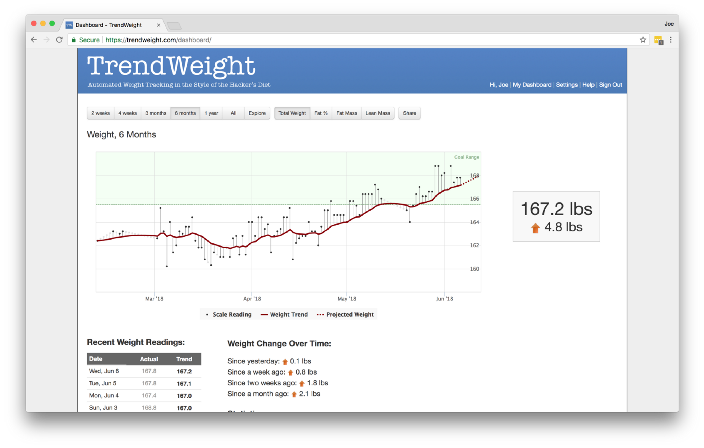 Dashboard - TrendWeight
Joe
Secure
https://trendweight.com/dashboard/
TrendWeight
Automated Weight Tracking in the Style of the Hacker's Diet
Hi, Joe | My Dashboard | Settings | Help | Sign Out
2 weeks 4 weeks 3 months 6 months 1 year All Explore Total Weight Fat % Fat Mass Lean Mass Share
Weight, 6 Months
Goal Range
168
166
164
162
160
Mar '18 Apr '18 May '18 Jun '18
Scale Reading Weight Trend Projected Weight
167.2 lbs
4.8 lbs
Recent Weight Readings:
Date Actual Trend
Wed, Jun 6 167.8 167.2
Tue, Jun 5 167.8 167.1
Mon, Jun 4 167.4 167.0
Sun, Jun 3 168.8 167.0
Weight Change Over Time:
Since yesterday: 0.1 lbs
Since a week ago: 0.8 lbs
Since two weeks ago: 1.8 lbs
Since a month ago: 2.1 lbs